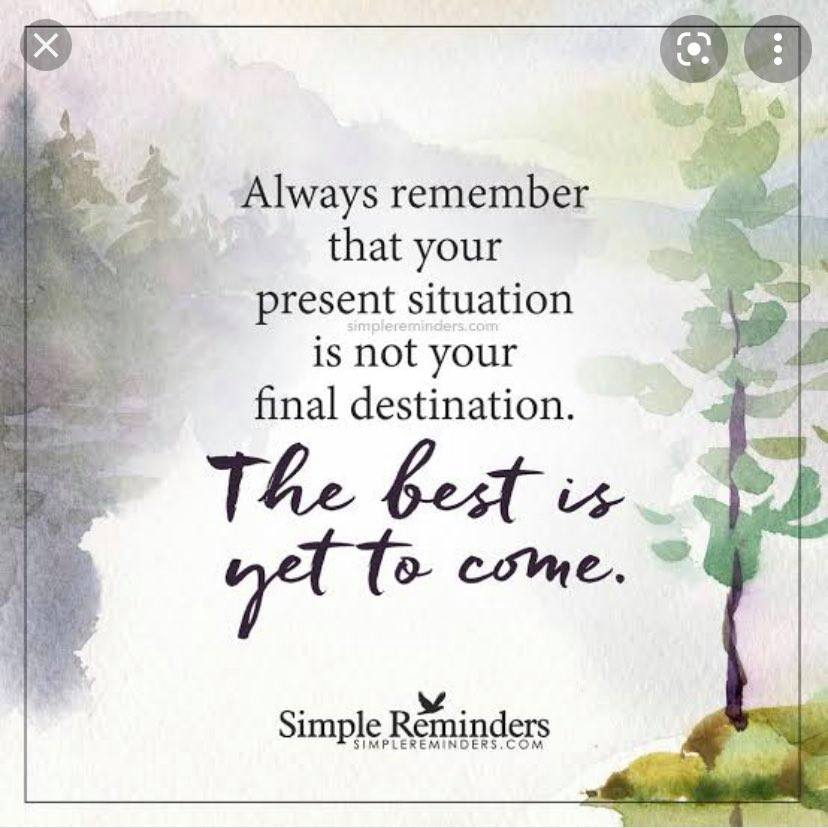 Always remember
that your
present situation
simplereminders.com
is not your
final destination.
The best is
yet to come.
Simple Reminders
SIMPLEREMINDERS.COM